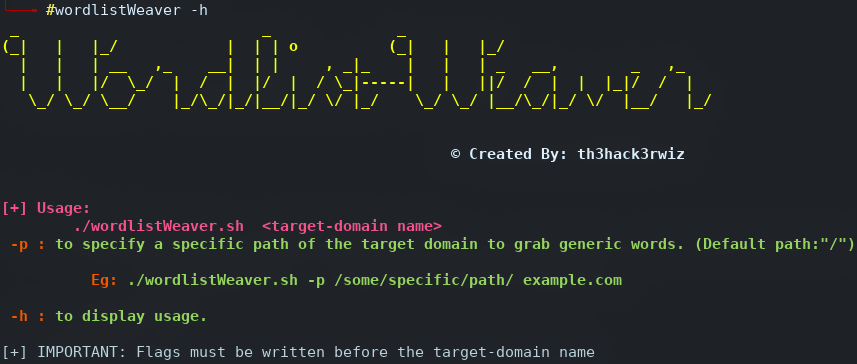 #wordlistWeaver -h
Wordlist-Weaver
© Created By: th3hack3rwiz
[+] Usage:
./wordlistWeaver.sh <target-domain name>
-p : to specify a specific path of the target domain to grab generic words. (Default path:"/")
Eg: ./wordlistWeaver.sh -p /some/specific/path/ example.com
-h : to display usage.
[+] IMPORTANT: Flags must be written before the target-domain name